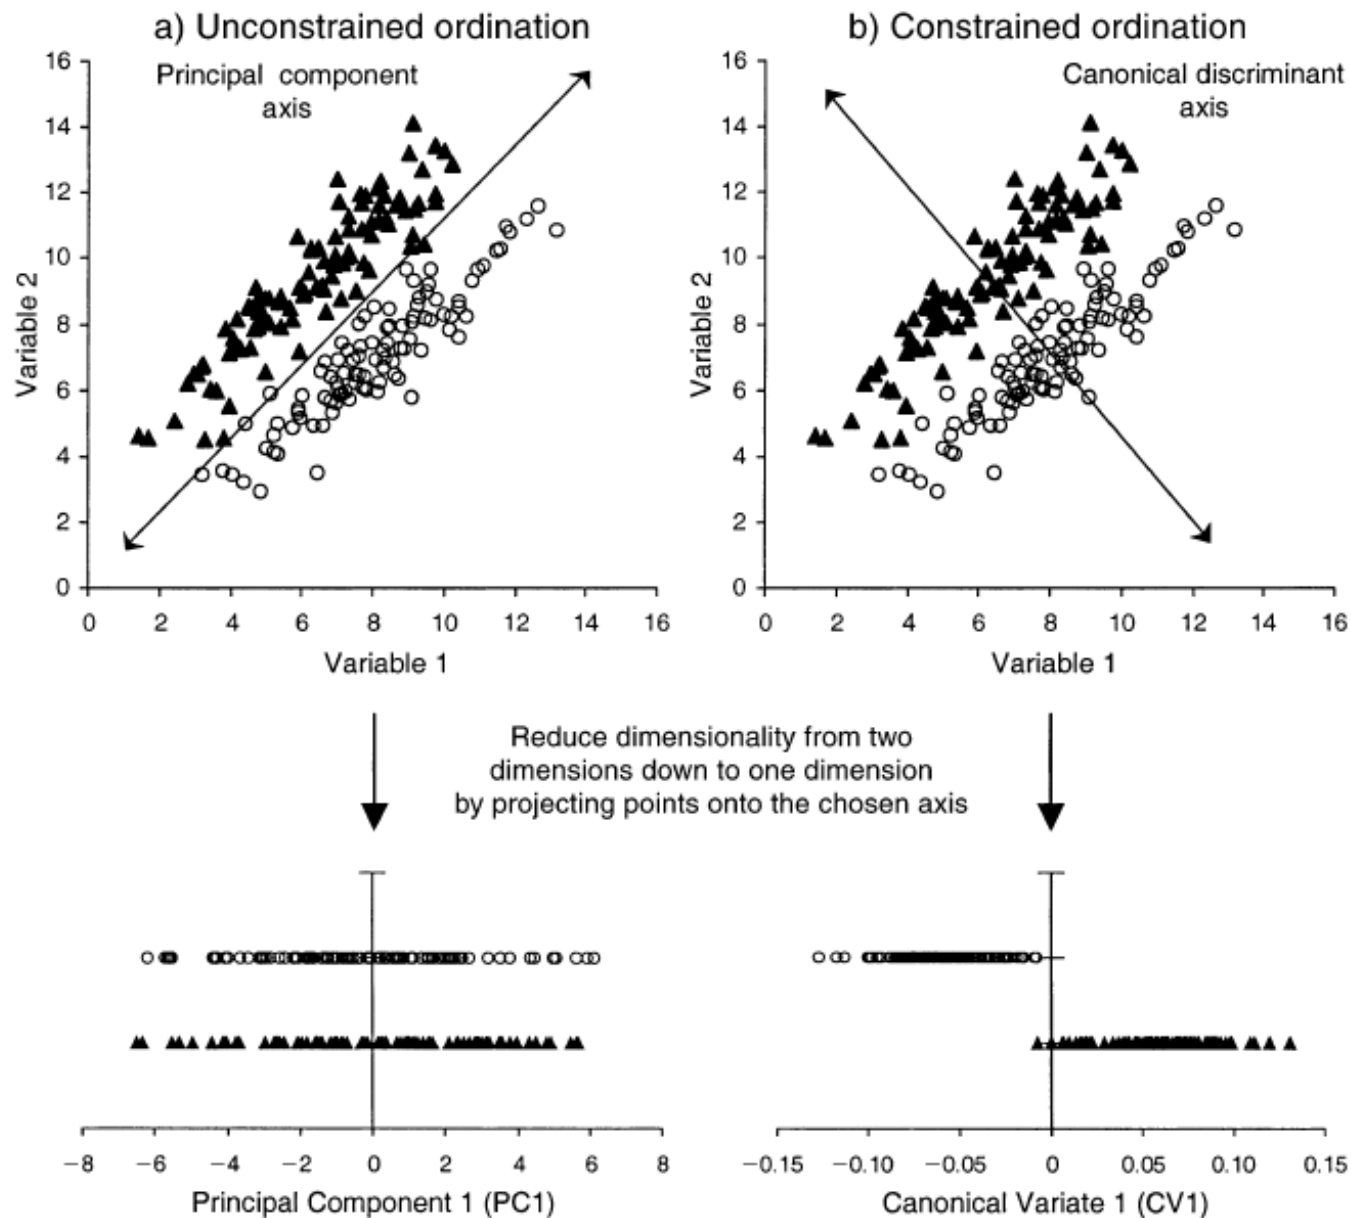 a) Unconstrained ordination
Principal component
axis
16
14
12
10
8
6
4
2
0
Variable 2
0 2 4 6 8 10 12 14 16
Variable 1
b) Constrained ordination
Canonical discriminant
axis
16
14
12
10
8
6
4
2
0
Variable 2
0 2 4 6 8 10 12 14 16
Variable 1
Reduce dimensionality from two
dimensions down to one dimension
by projecting points onto the chosen axis
−8 −6 −4 −2 0 2 4 6 8
Principal Component 1 (PC1)
−0.15 −0.10 −0.05 0 0.05 0.10 0.15
Canonical Variate 1 (CV1)